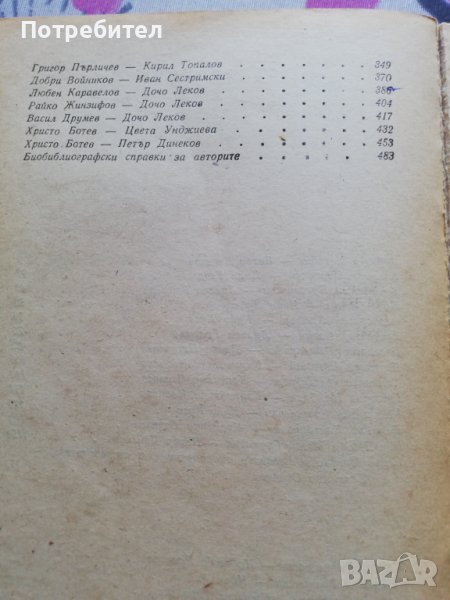 Потребител
Григор Пърличев — Кирил Топалов . . . . . . 349
Добри Войников — Иван Сестримски . . . . . . 370
Любен Каравелов — Дочо Леков . . . . . . 386
Райко Жинзифов — Дочо Леков . . . . . . 404
Васил Друмев — Дочо Леков . . . . . . 417
Христо Ботев — Цвета Унджиева . . . . . . 432
Христо Ботев — Петър Динеков . . . . . . 453
Биобиблиографски справки за авторите . . . . . 483
BAZAR